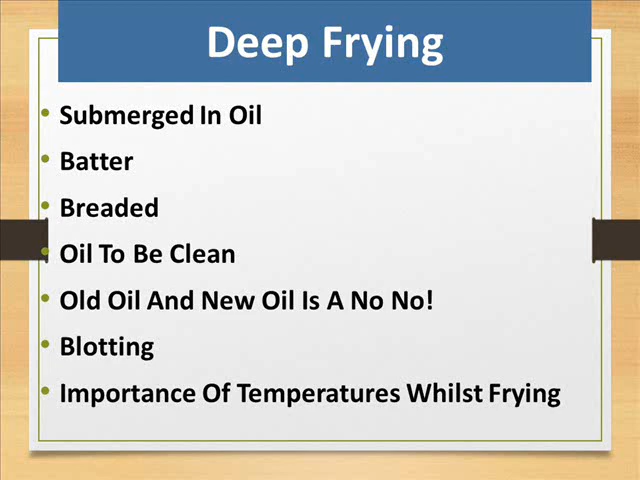 Deep Frying
• Submerged In Oil
• Batter
• Breaded
• Oil To Be Clean
• Old Oil And New Oil Is A No No!
• Blotting
• Importance Of Temperatures Whilst Frying